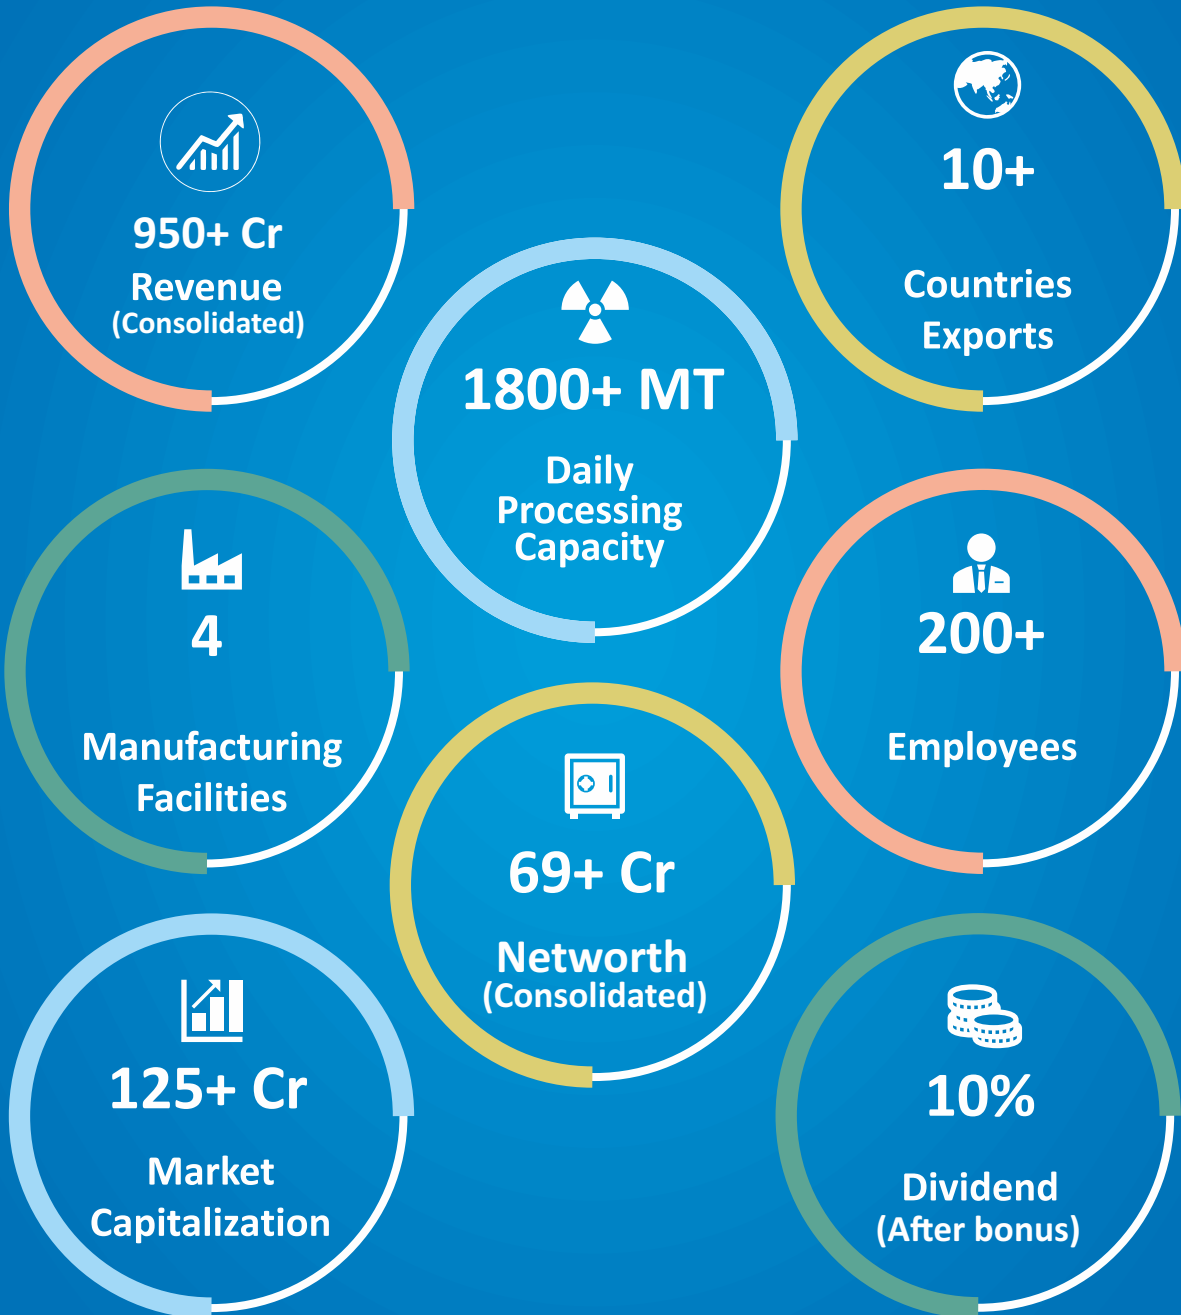 950+ Cr
Revenue
(Consolidated)
10+
Countries
Exports
1800+ MT
Daily
Processing
Capacity
4
Manufacturing
Facilities
200+
Employees
69+ Cr
Networth
(Consolidated)
125+ Cr
Market
Capitalization
10%
Dividend
(After bonus)